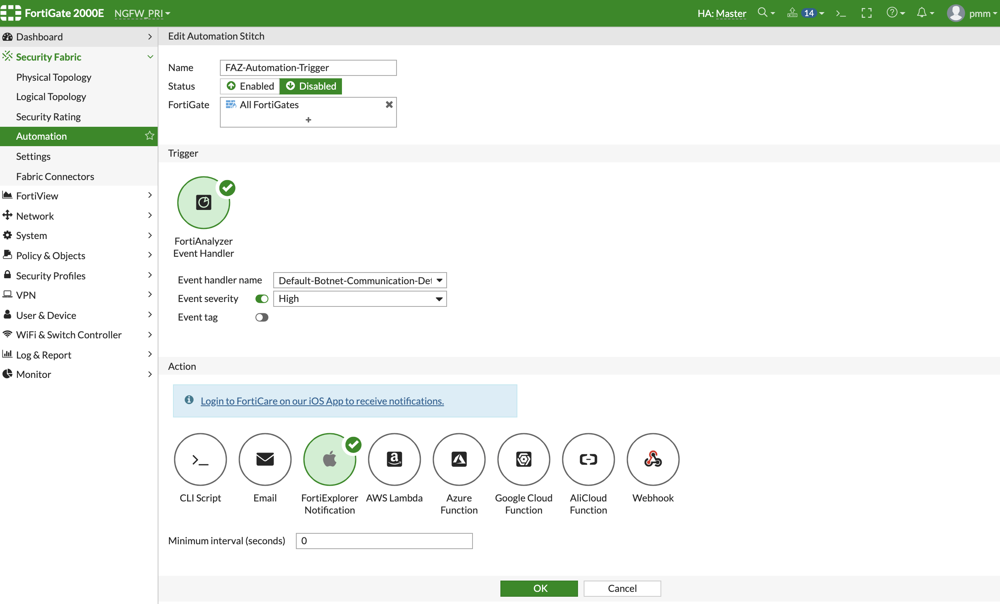 FortiGate 2000E NGFW_PRI HA: Master 14 pmm
Dashboard
Security Fabric
Physical Topology
Logical Topology
Security Rating
Automation
Settings
Fabric Connectors
FortiView
Network
System
Policy & Objects
Security Profiles
VPN
User & Device
WiFi & Switch Controller
Log & Report
Monitor
Edit Automation Stitch
Name FAZ-Automation-Trigger
Status Enabled Disabled
FortiGate All FortiGates
Trigger
FortiAnalyzer
Event Handler
Event handler name Default-Botnet-Communication-Det
Event severity High
Event tag
Action
Login to FortiCare on our iOS App to receive notifications.
CLI Script
Email
FortiExplorer
Notification
AWS Lambda
Azure
Function
Google Cloud
Function
AliCloud
Function
Webhook
Minimum interval (seconds) 0
OK Cancel